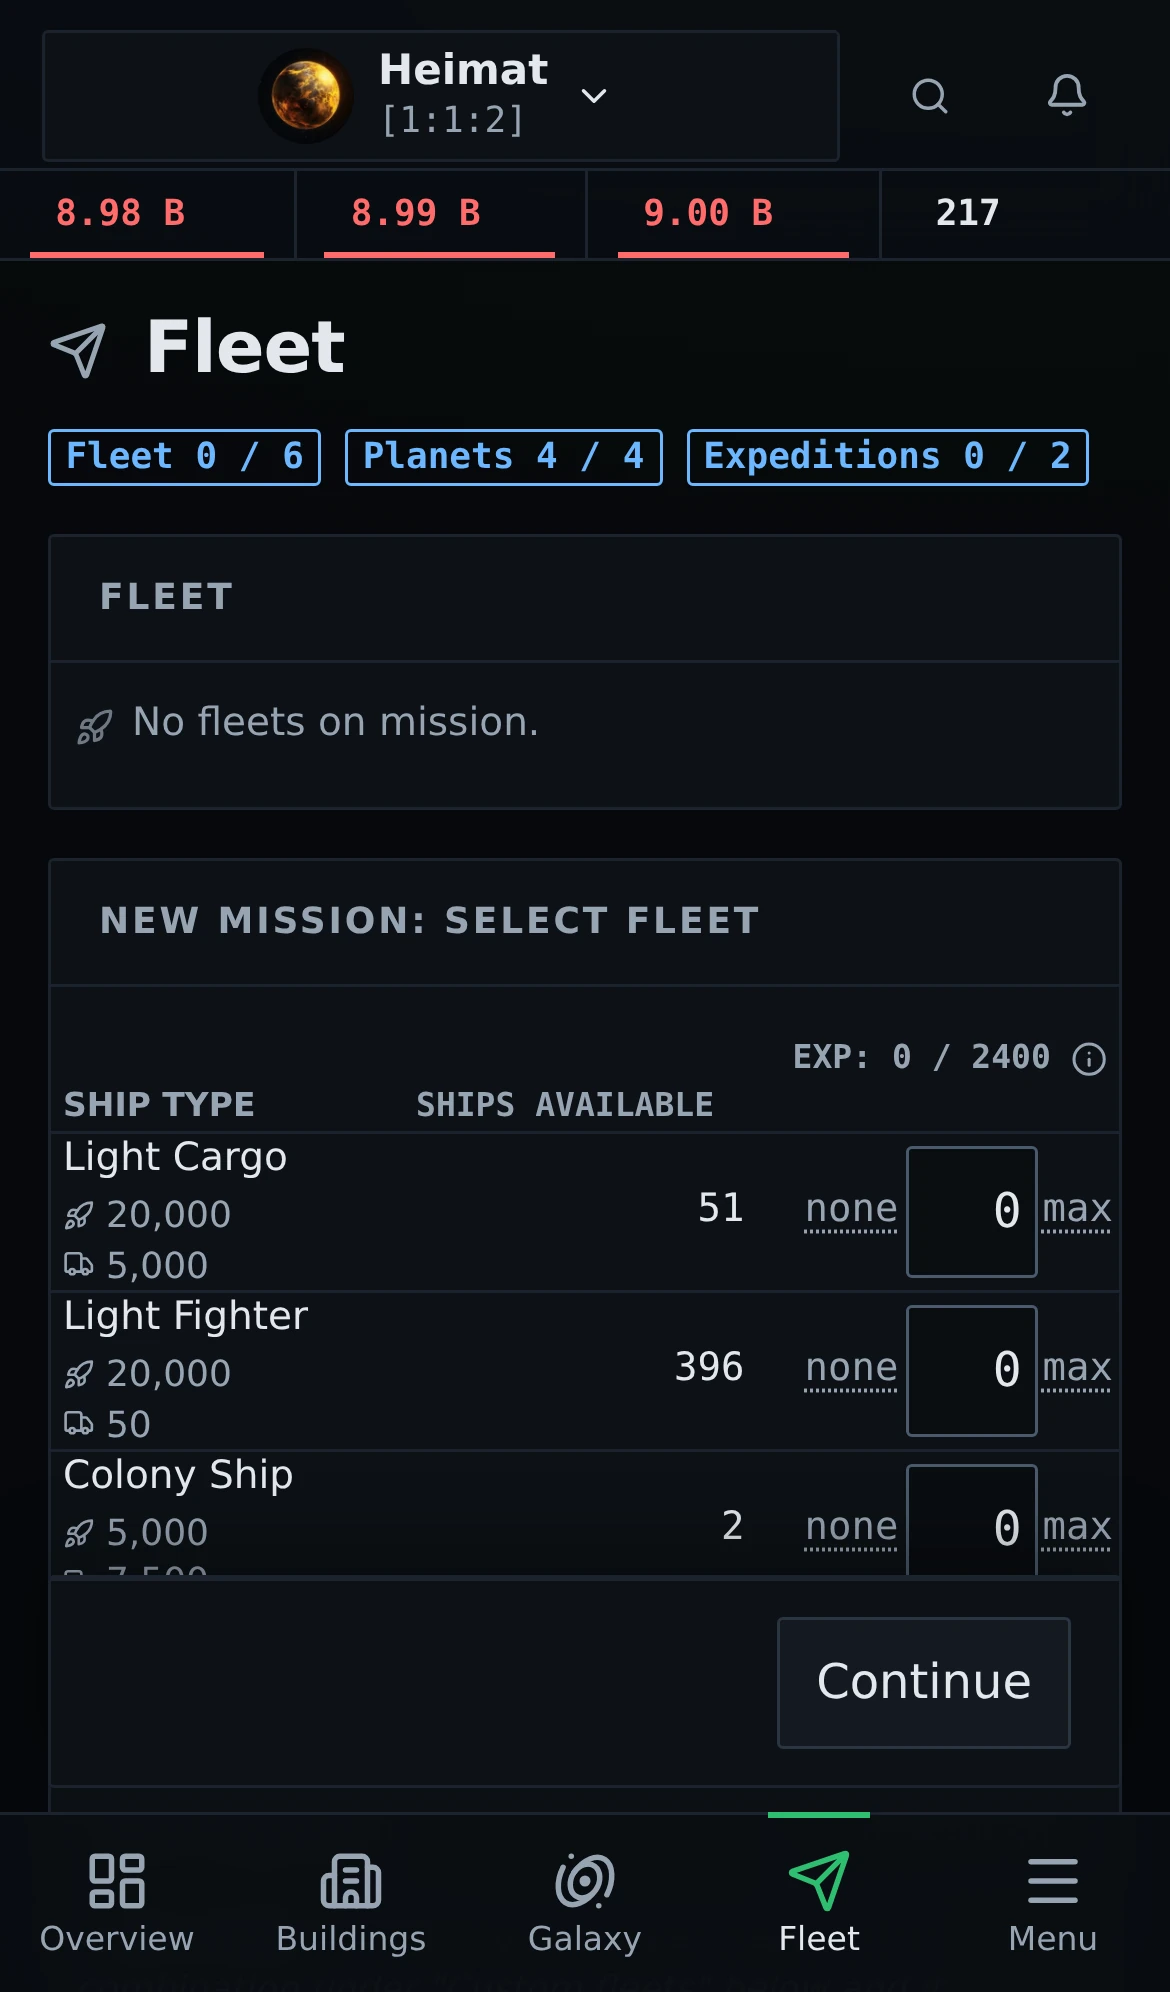 Heimat
[1:1:2]
8.98 B 8.99 B 9.00 B 217
Fleet
Fleet 0 / 6 Planets 4 / 4 Expeditions 0 / 2
FLEET
No fleets on mission.
NEW MISSION: SELECT FLEET
EXP: 0 / 2400
SHIP TYPE SHIPS AVAILABLE
Light Cargo
20,000
51 none 0 max
5,000
Light Fighter
20,000
396 none 0 max
50
Colony Ship
5,000
2 none 0 max
7,500
Continue
Overview Buildings Galaxy Fleet Menu